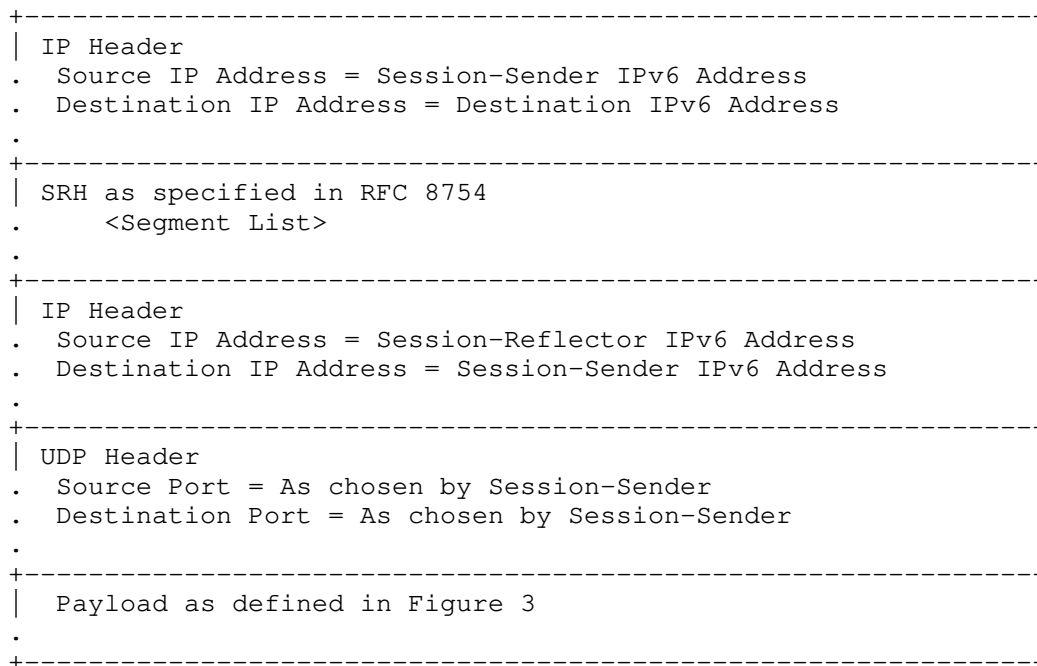 +---------------------------------------------------------------
| IP Header
. Source IP Address = Session-Sender IPv6 Address
. Destination IP Address = Destination IPv6 Address
.
+---------------------------------------------------------------
| SRH as specified in RFC 8754
. <Segment List>
.
+---------------------------------------------------------------
| IP Header
. Source IP Address = Session-Reflector IPv6 Address
. Destination IP Address = Session-Sender IPv6 Address
.
+---------------------------------------------------------------
| UDP Header
. Source Port = As chosen by Session-Sender
. Destination Port = As chosen by Session-Sender
.
+---------------------------------------------------------------
| Payload as defined in Figure 3
.
+---------------------------------------------------------------